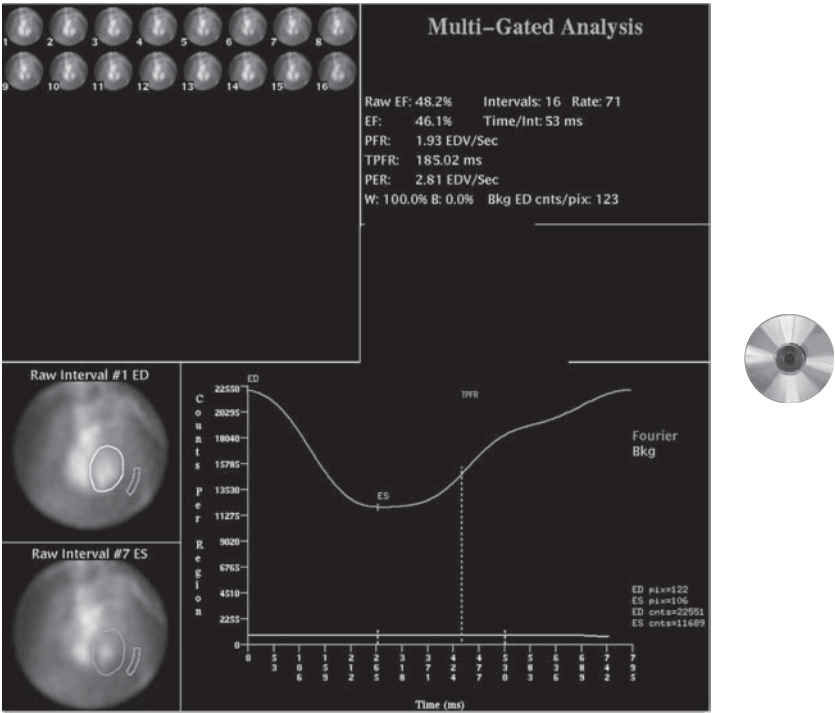 1 2 3 4 5 6 7 8
9 10 11 12 13 14 15 16
Multi-Gated Analysis
Raw EF: 48.2% Intervals: 16 Rate: 71
EF: 46.1% Time/Int: 53 ms
PFR: 1.93 EDV/Sec
TPFR: 185.02 ms
PER: 2.81 EDV/Sec
W: 100.0% B: 0.0% Bkg ED cnts/pix: 123
Raw Interval #1 ED
Raw Interval #7 ES
Counts Per Region
ED
TPFR
ES
22550
20295
18040
15785
13530
11275
9020
6765
4510
2255
0
0 53 106 159 212 265 318 371 424 477 530 583 636 689 742 795
Time (ms)
Fourier
Bkg
ED pix=122
ES pix=106
ED cnts=22551
ES cnts=11689